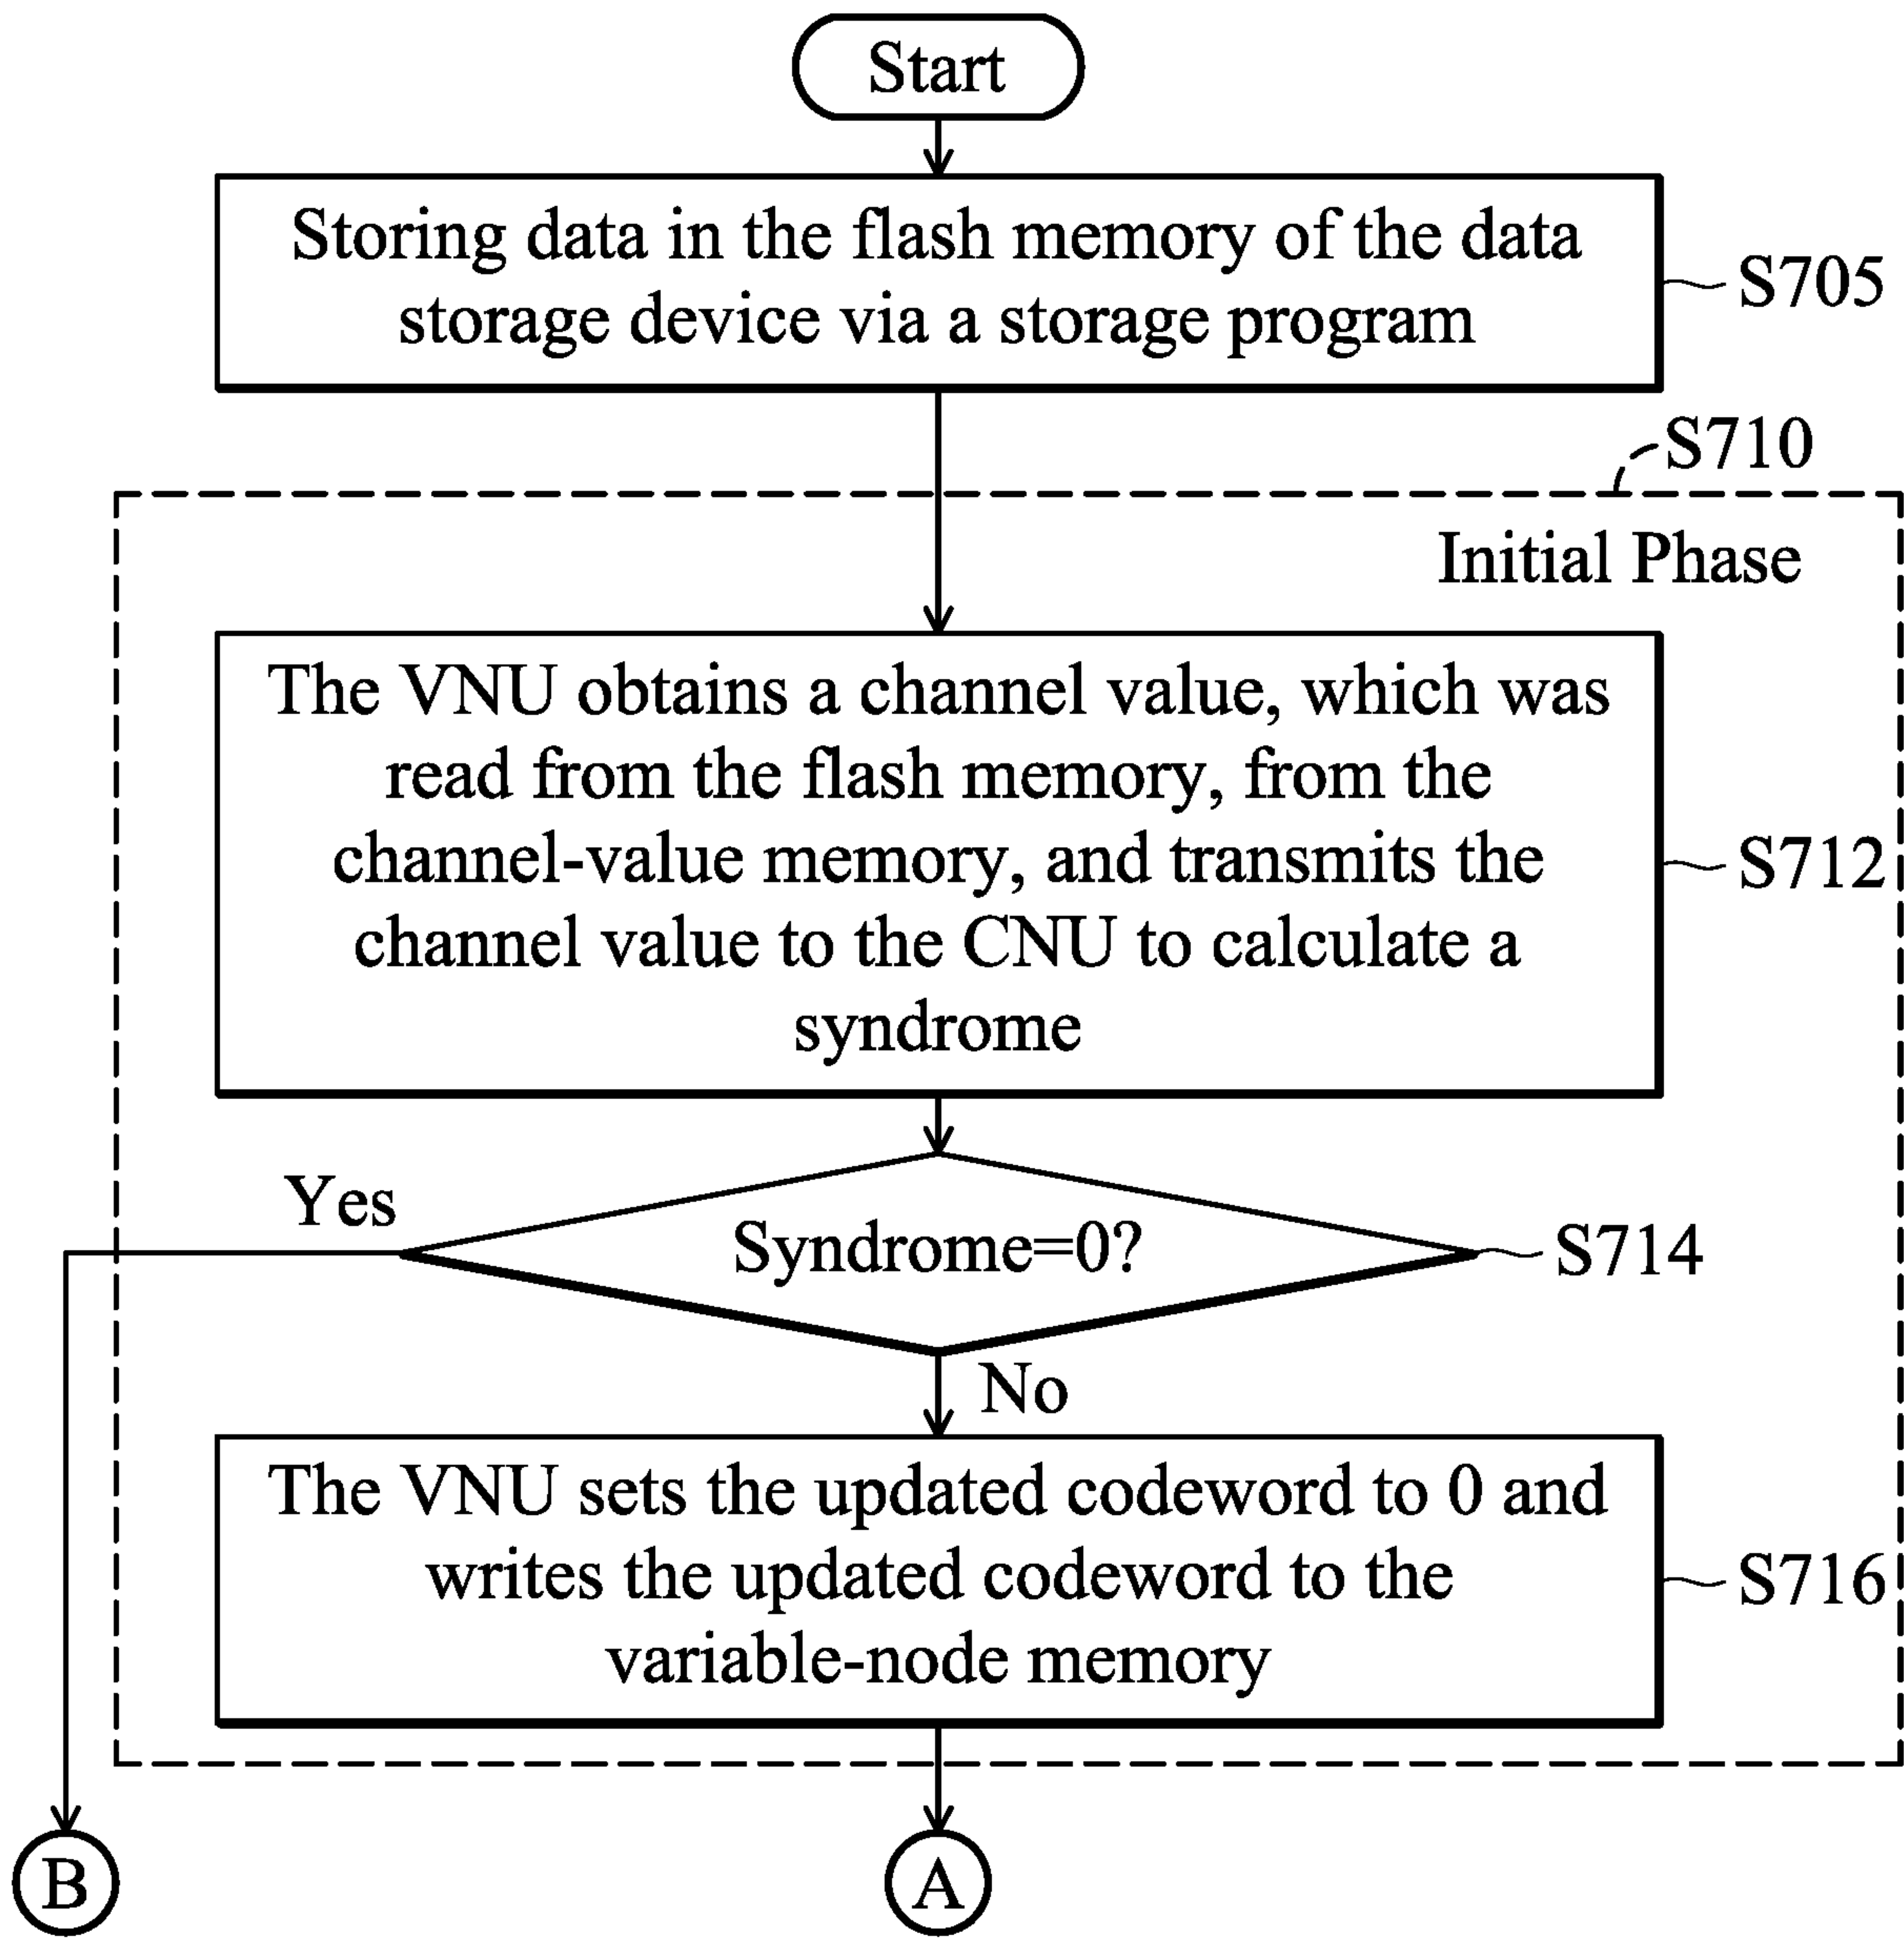 Start
Storing data in the flash memory of the data
storage device via a storage program
S705
S710
Initial Phase
The VNU obtains a channel value, which was
read from the flash memory, from the
channel-value memory, and transmits the
channel value to the CNU to calculate a
syndrome
S712
Yes
Syndrome=0?
S714
No
The VNU sets the updated codeword to 0 and
writes the updated codeword to the
variable-node memory
S716
B
A